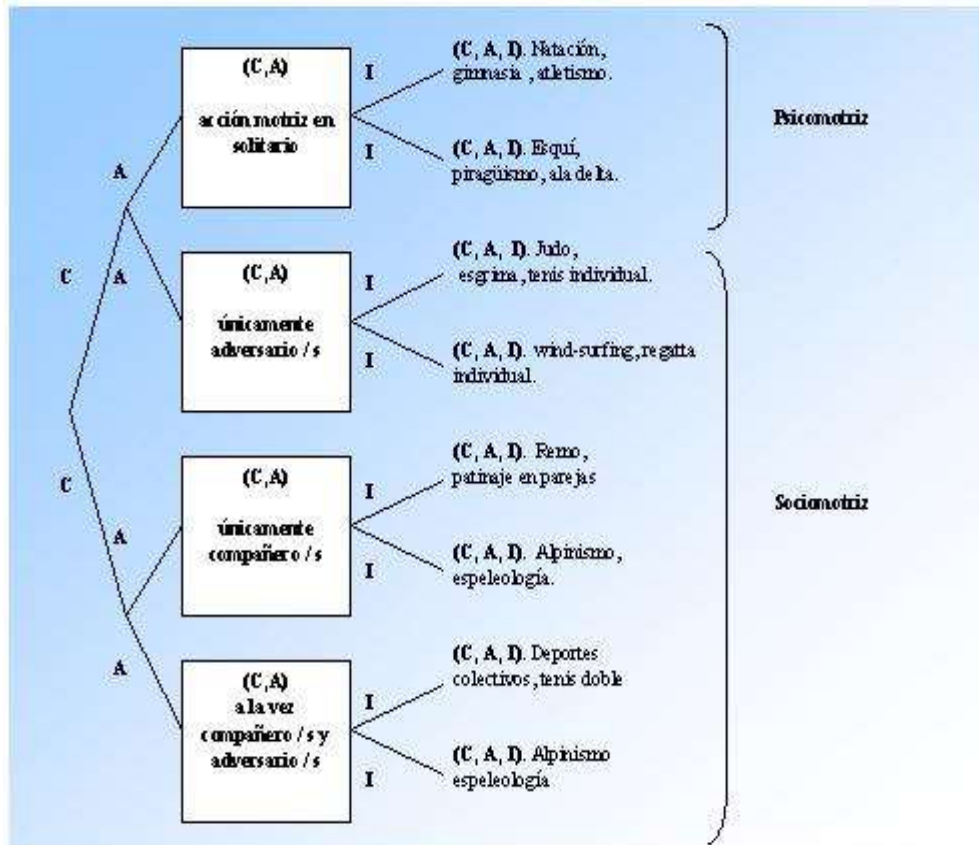 (C,A)
acción motriz en
solitario
I
I
(C, A, I). Natación,
gimnasia, atletismo.
(C, A, I). Esquí,
piragüismo, ala delta.
Psicomotriz
A
A
C
(C,A)
únicamente
adversario / s
I
I
(C, A, I). Judo,
esgrima, tenis individual.
(C, A, I). wind-surfing, regatta
individual.
C
A
A
(C,A)
únicamente
compañero / s
I
I
(C, A, I). Remo,
patinaje en parejas
(C, A, I). Alpinismo,
espeleología.
Sociomotriz
(C,A)
a la vez
compañero / s y
adversario / s
I
I
(C, A, I). Deportes
colectivos, tenis doble
(C, A, I). Alpinismo
espeleología